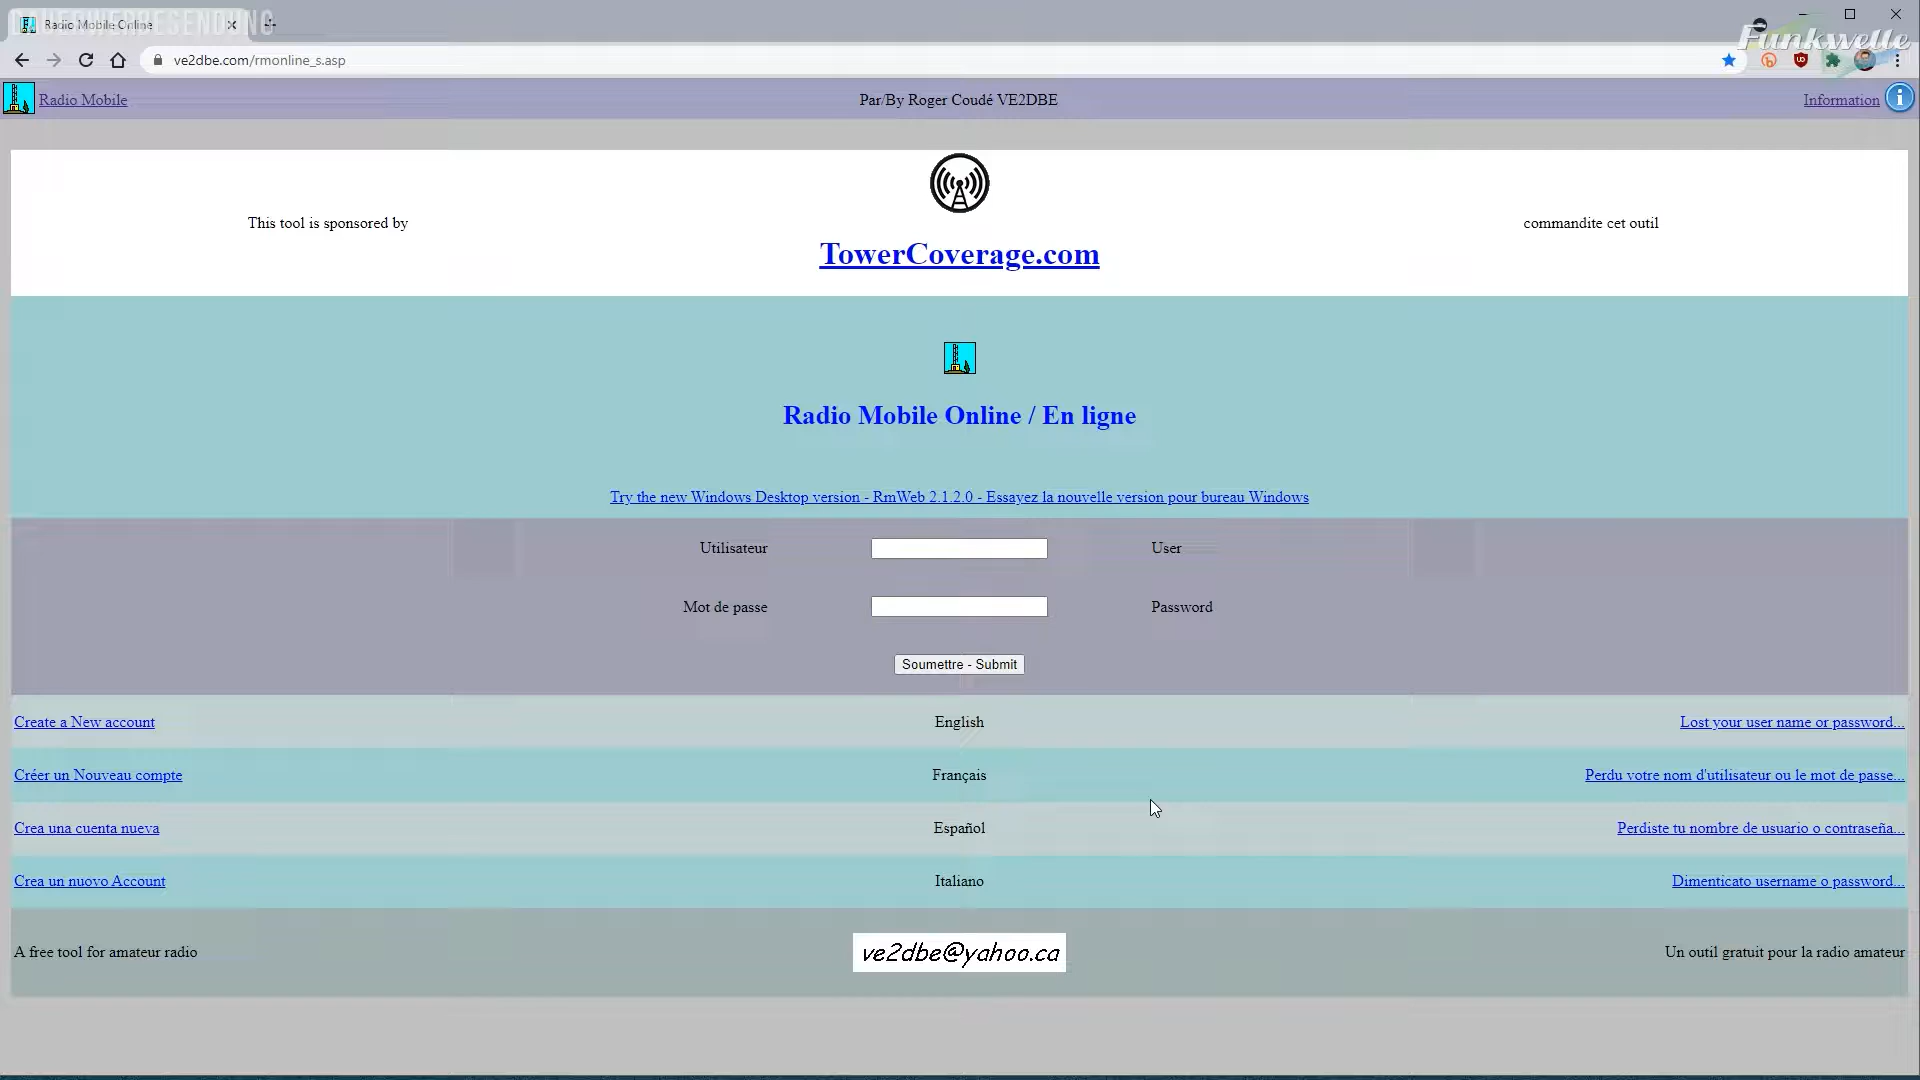 DAUERWERBESENDUNG
Radio Mobile Online
Funkwelle
ve2dbe.com/rmonline_s.asp
Radio Mobile
Par/By Roger Coudé VE2DBE
Information
This tool is sponsored by
TowerCoverage.com
commandite cet outil
Radio Mobile Online / En ligne
Try the new Windows Desktop version - RmWeb 2.1.2.0 - Essayez la nouvelle version pour bureau Windows
Utilisateur
User
Mot de passe
Password
Soumettre - Submit
Create a New account
English
Lost your user name or password...
Créer un Nouveau compte
Français
Perdu votre nom d'utilisateur ou le mot de passe...
Crea una cuenta nueva
Español
Perdiste tu nombre de usuario o contraseña...
Crea un nuovo Account
Italiano
Dimenticato username o password...
A free tool for amateur radio
ve2dbe@yahoo.ca
Un outil gratuit pour la radio amateur